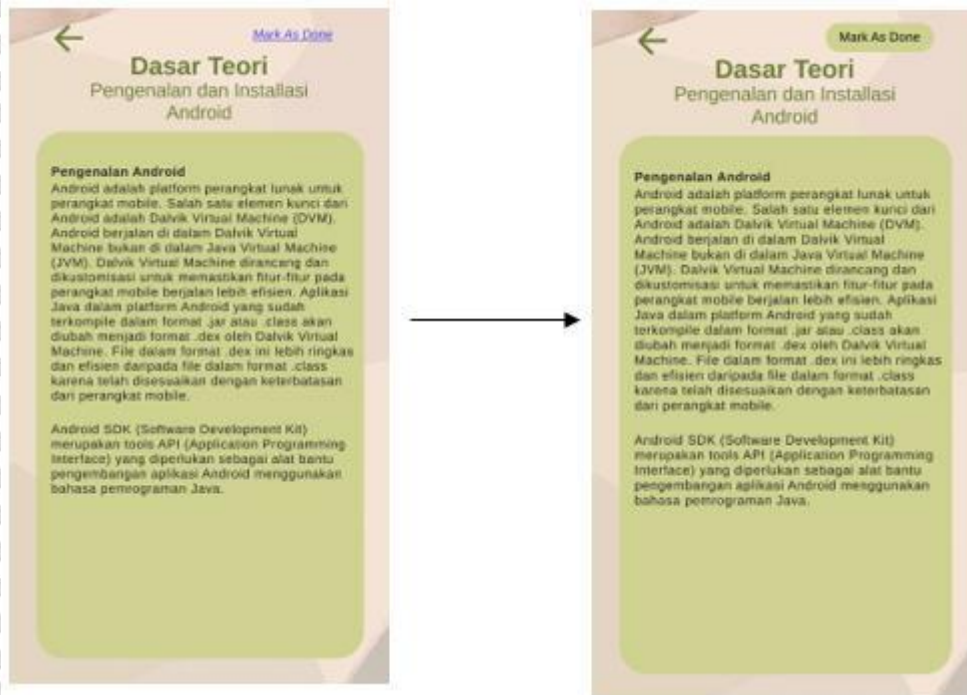 Mark As Done
Dasar Teori
Pengenalan dan Installasi
Android
Pengenalan Android
Android adalah platform perangkat lunak untuk
perangkat mobile. Salah satu elemen kunci dari
Android adalah Dalvik Virtual Machine (DVM).
Android berjalan di dalam Dalvik Virtual
Machine bukan di dalam Java Virtual Machine
(JVM). Dalvik Virtual Machine dirancang dan
dikustomisasi untuk memastikan fitur-fitur pada
perangkat mobile berjalan lebih efisien. Aplikasi
Java dalam platform Android yang sudah
terkompile dalam format .jar atau .class akan
diubah menjadi format .dex oleh Dalvik Virtual
Machine. File dalam format .dex ini lebih ringkas
dan efisien daripada file dalam format .class
karena telah disesuaikan dengan keterbatasan
dari perangkat mobile.
Android SDK (Software Development Kit)
merupakan tools API (Application Programming
Interface) yang diperlukan sebagai alat bantu
pengembangan aplikasi Android menggunakan
bahasa pemrograman Java.
Mark As Done
Dasar Teori
Pengenalan dan Installasi
Android
Pengenalan Android
Android adalah platform perangkat lunak untuk
perangkat mobile. Salah satu elemen kunci dari
Android adalah Dalvik Virtual Machine (DVM).
Android berjalan di dalam Dalvik Virtual
Machine bukan di dalam Java Virtual Machine
(JVM). Dalvik Virtual Machine dirancang dan
dikustomisasi untuk memastikan fitur-fitur pada
perangkat mobile berjalan lebih efisien. Aplikasi
Java dalam platform Android yang sudah
terkompile dalam format .jar atau .class akan
diubah menjadi format .dex oleh Dalvik Virtual
Machine. File dalam format .dex ini lebih ringkas
dan efisien daripada file dalam format .class
karena telah disesuaikan dengan keterbatasan
dari perangkat mobile.
Android SDK (Software Development Kit)
merupakan tools API (Application Programming
Interface) yang diperlukan sebagai alat bantu
pengembangan aplikasi Android menggunakan
bahasa pemrograman Java.